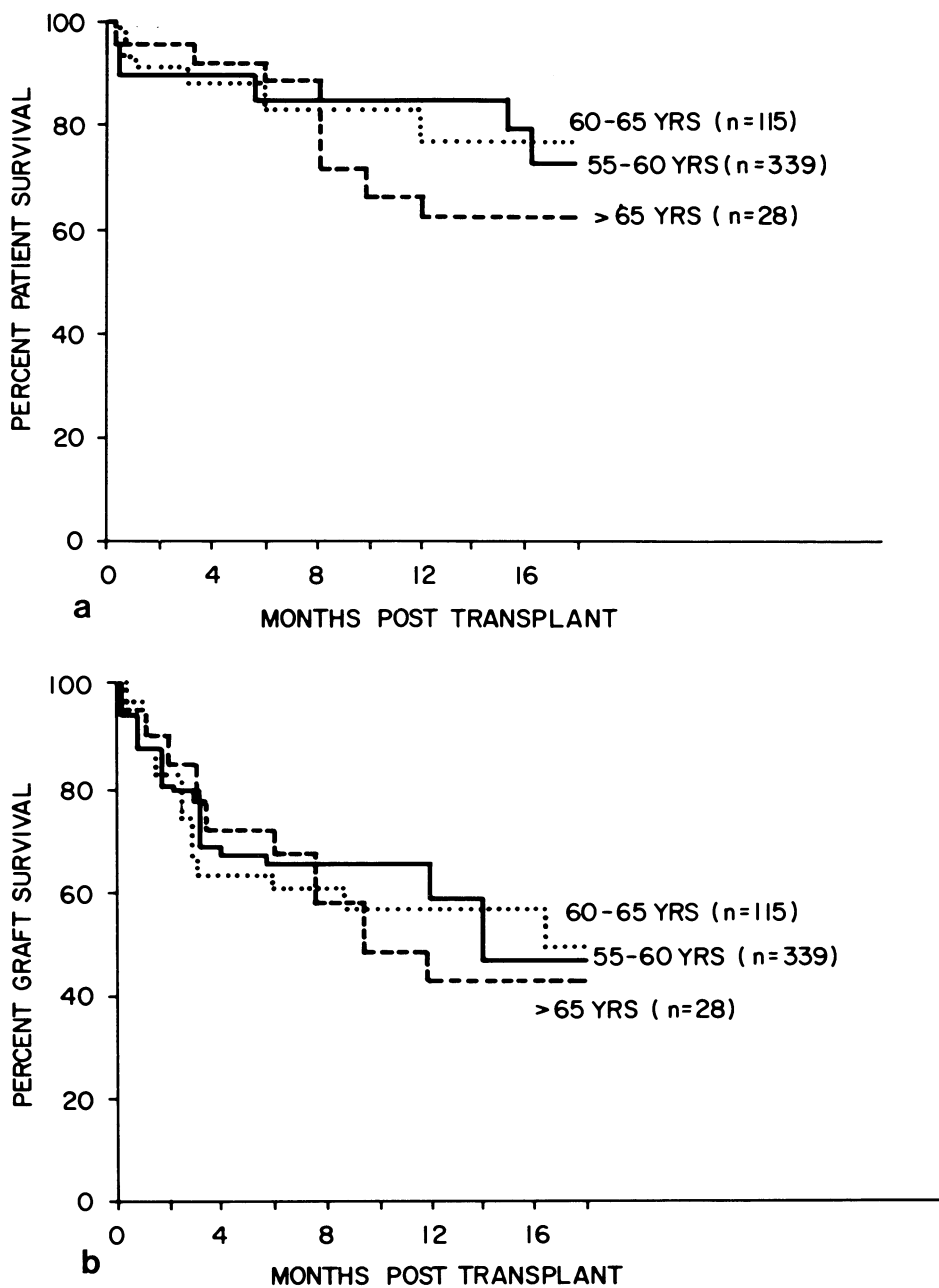 PERCENT PATIENT SURVIVAL
100
80
60
40
20
0
60-65 YRS (n=115)
55-60 YRS (n=339)
>65 YRS (n=28)
0 4 8 12 16
a
MONTHS POST TRANSPLANT
PERCENT GRAFT SURVIVAL
100
80
60
40
20
0
60-65 YRS (n=115)
55-60 YRS (n=339)
>65 YRS (n=28)
0 4 8 12 16
b
MONTHS POST TRANSPLANT